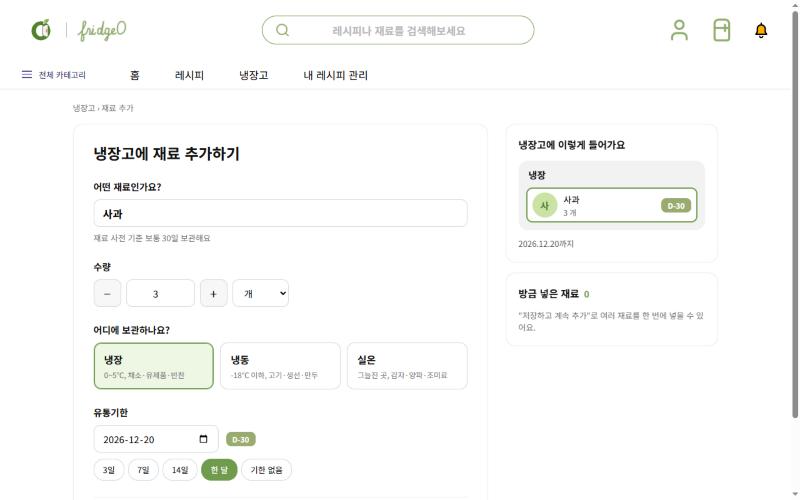 fridgeO
레시피나 재료를 검색해보세요
전체 카테고리
홈
레시피
냉장고
내 레시피 관리
냉장고 › 재료 추가
냉장고에 재료 추가하기
어떤 재료인가요?
사과
재료 사전 기준 보통 30일 보관해요
수량
− 3 + 개
어디에 보관하나요?
냉장
0~5°C, 채소·유제품·반찬
냉동
-18°C 이하, 고기·생선·만두
실온
그늘진 곳, 감자·양파·조미료
유통기한
2026-12-20
D-30
3일
7일
14일
한 달
기한 없음
냉장고에 이렇게 들어가요
냉장
사
사과
3 개
D-30
2026.12.20까지
방금 넣은 재료 0
"저장하고 계속 추가"로 여러 재료를 한 번에 넣을 수 있
어요.